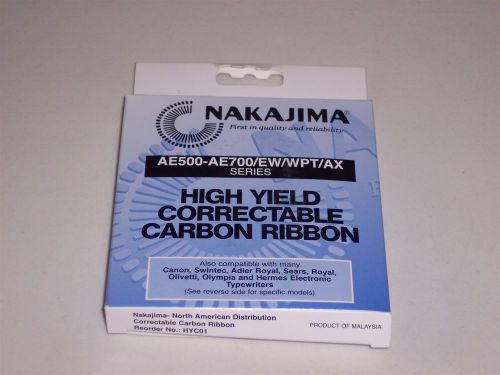 NAKAJIMA®
First in quality and reliability
AE500-AE700/EW/WPT/AX
SERIES
HIGH YIELD
CORRECTABLE
CARBON RIBBON
Also compatible with many
Canon, Swintec, Adler Royal, Sears, Royal,
Olivetti, Olympia and Hermes Electronic
Typewriters
(See reverse side for specific models)
Nakajima- North American Distribution
Correctable Carbon Ribbon
Reorder No.: HYC01
PRODUCT OF MALAYSIA